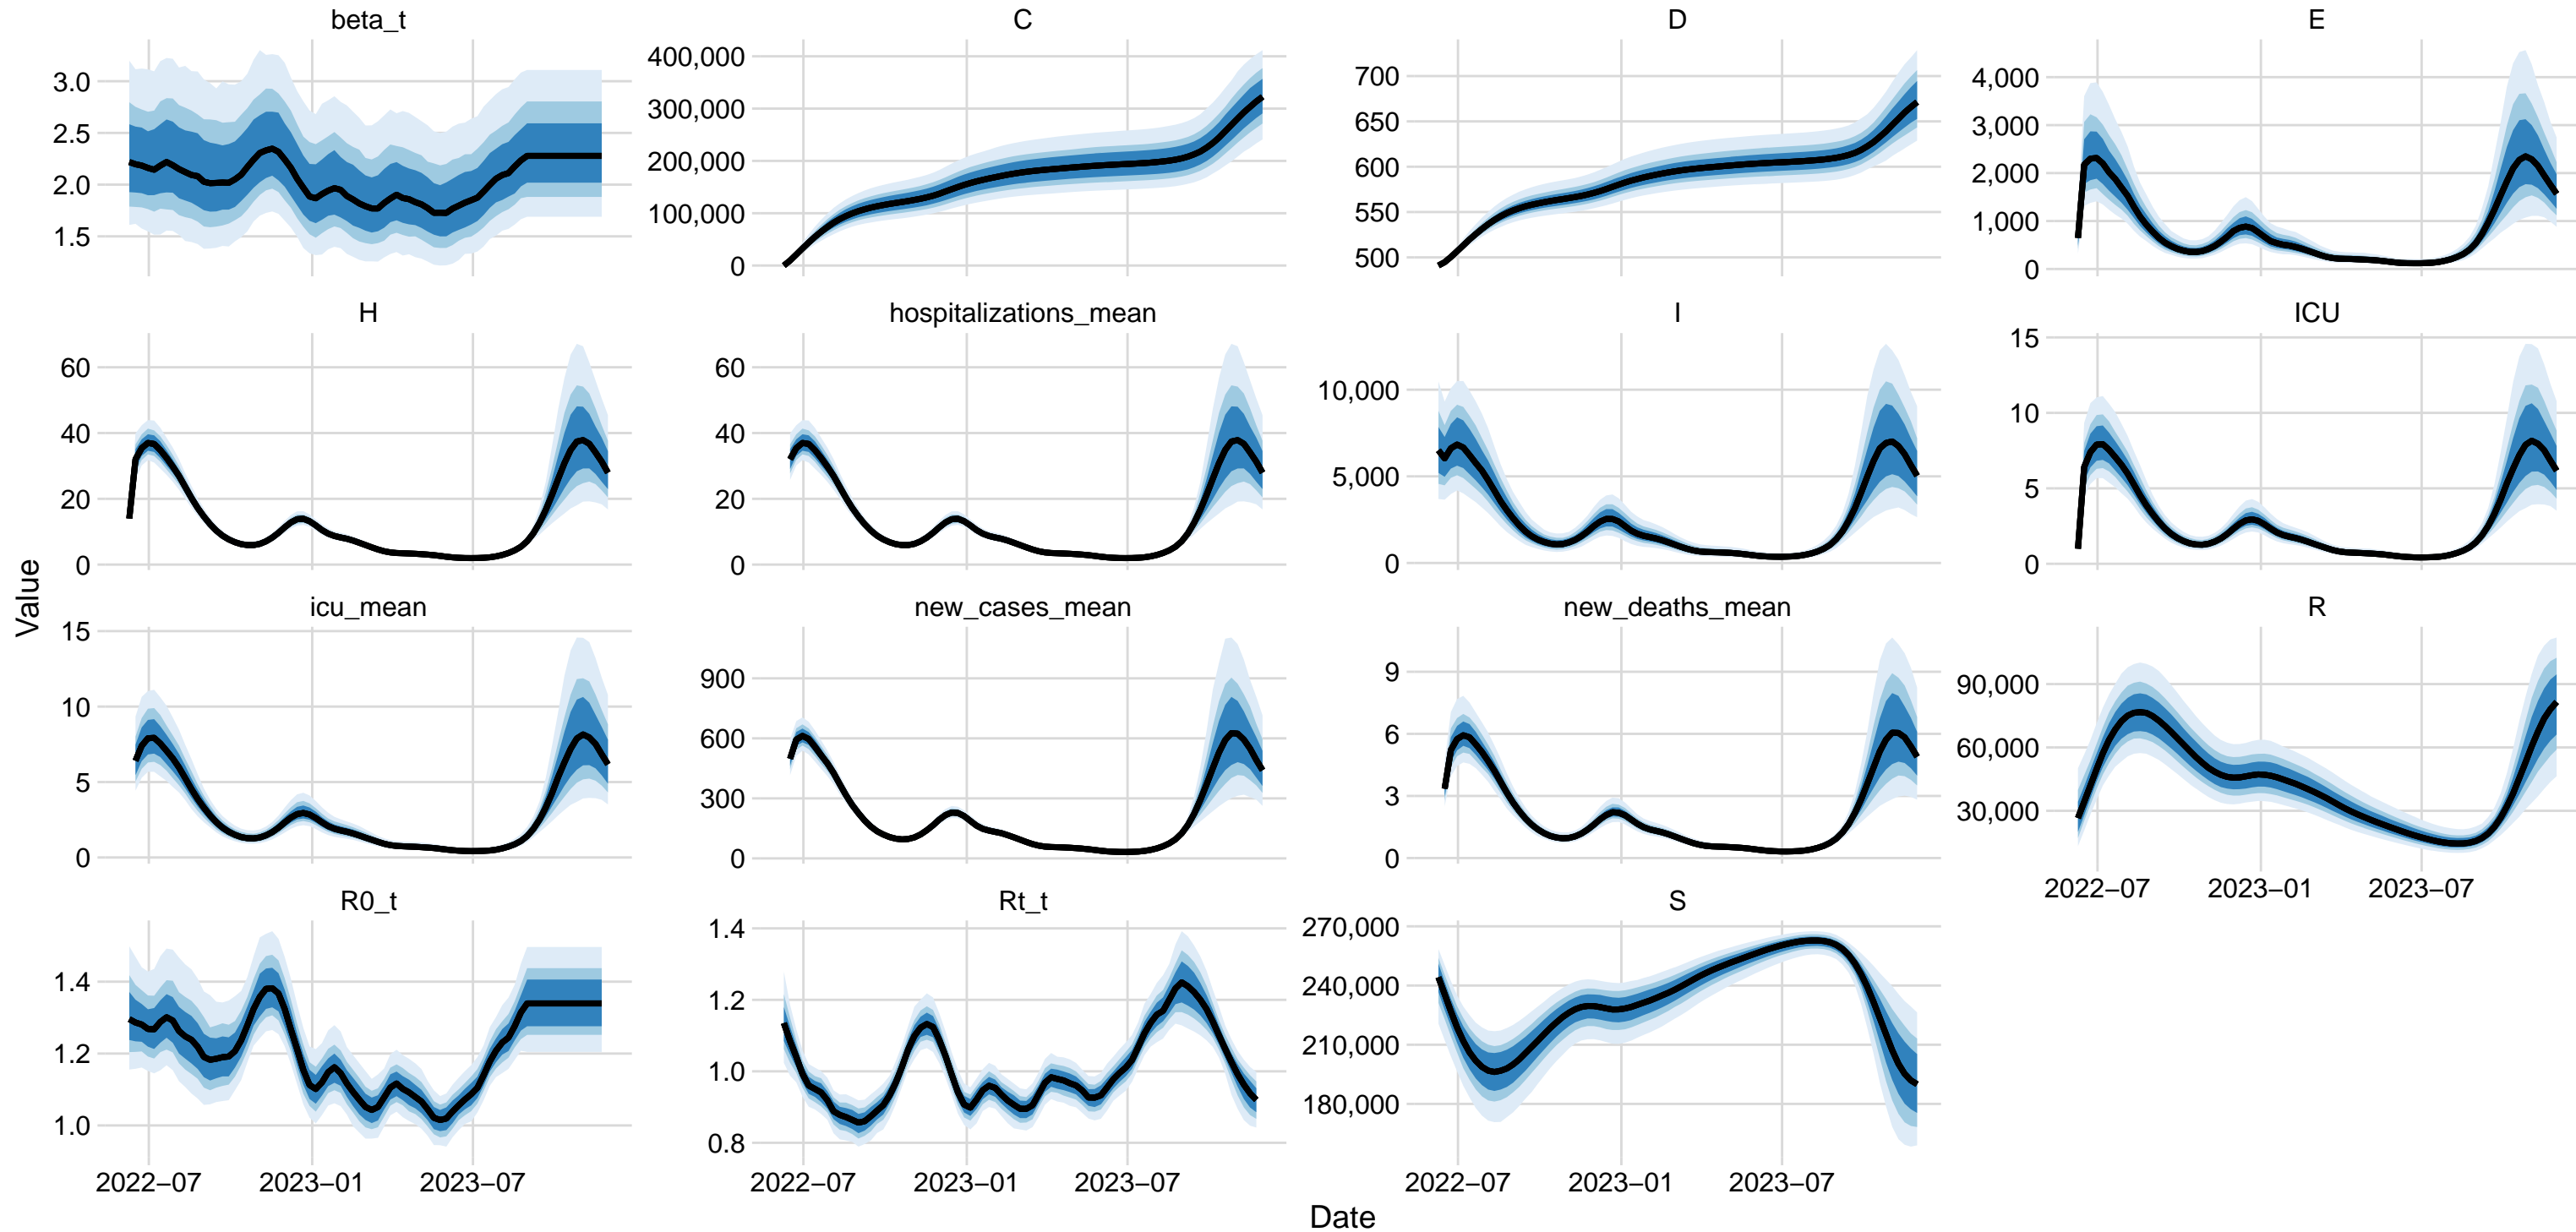 beta_t
C
D
E
3.0
2.5
2.0
1.5
400,000
300,000
200,000
100,000
0
700
650
600
550
500
4,000
3,000
2,000
1,000
0
H
hospitalizations_mean
I
ICU
60
40
20
0
60
40
20
0
10,000
5,000
0
15
10
5
0
Value
icu_mean
new_cases_mean
new_deaths_mean
R
15
10
5
0
900
600
300
0
9
6
3
0
90,000
60,000
30,000
2022−07 2023−01 2023−07
R0_t
Rt_t
S
1.4
1.2
1.0
1.4
1.2
1.0
0.8
270,000
240,000
210,000
180,000
2022−07 2023−01 2023−07
2022−07 2023−01 2023−07
2022−07 2023−01 2023−07
Date